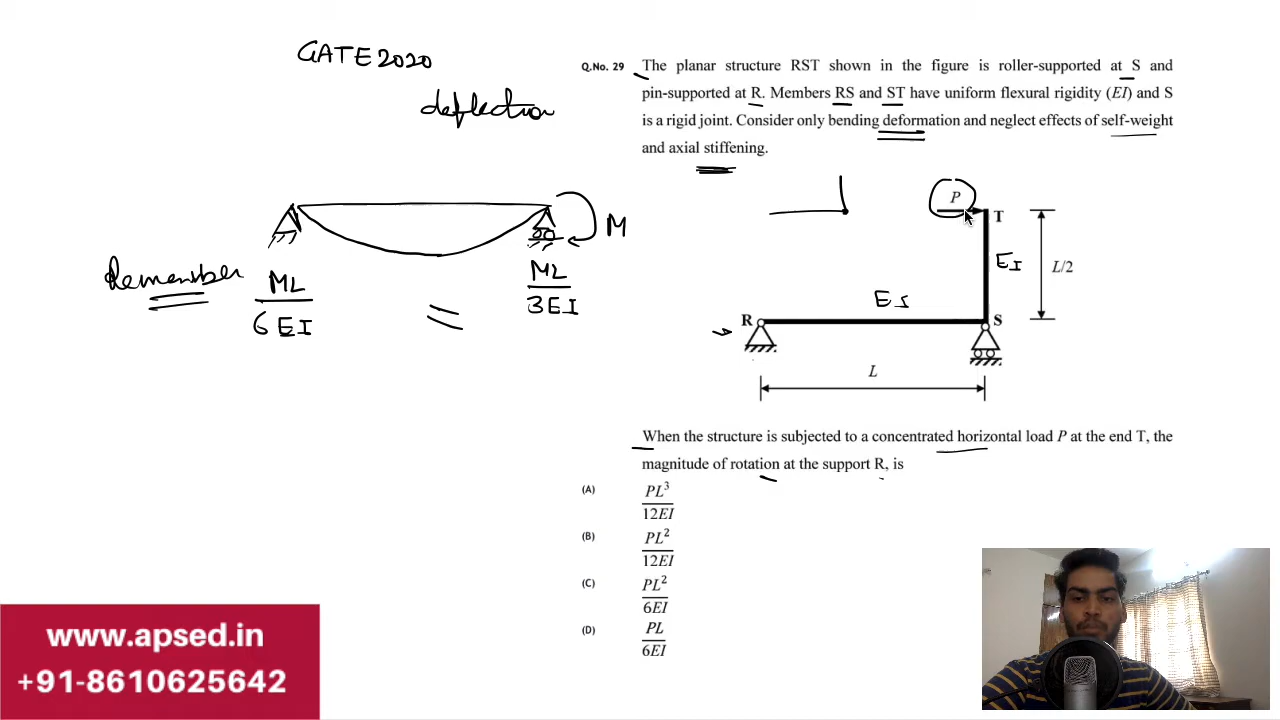 GATE 2020
deflection
Q.No. 29 The planar structure RST shown in the figure is roller-supported at S and
pin-supported at R. Members RS and ST have uniform flexural rigidity (EI) and S
is a rigid joint. Consider only bending deformation and neglect effects of self-weight
and axial stiffening.
M
Remember
ML/6EI = ML/3EI
P
T
EI
L/2
EI
R
S
L
When the structure is subjected to a concentrated horizontal load P at the end T, the
magnitude of rotation at the support R, is
(A) PL³/12EI
(B) PL²/12EI
(C) PL²/6EI
(D) PL/6EI
www.apsed.in
+91-8610625642